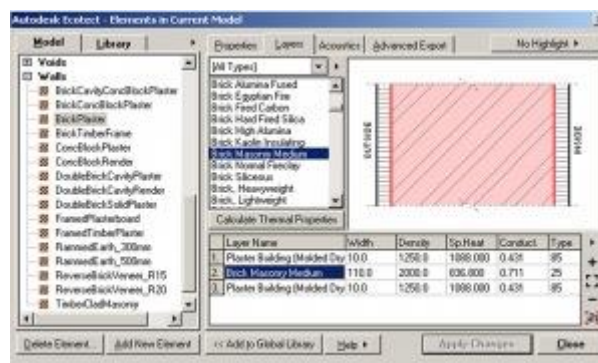 Autodesk Ecotect - Elements in Current Model
Model Library
Properties Layers Acoustics Advanced Export No Highlight
Voids
Walls
BrickCavityConcBlockPlaster
BrickConcBlockPlaster
BrickPlaster
BrickTimberFrame
ConcBlockPlaster
ConcBlockRender
DoubleBrickCavityPlaster
DoubleBrickCavityRender
DoubleBrickSolidPlaster
FramedPlasterboard
FramedTimberPlaster
RammedEarth_300mm
RammedEarth_500mm
ReverseBrickVeneer_R15
ReverseBrickVeneer_R20
TimberCladMasonry
[All Types]
Brick Alumina Fused
Brick Egyptian Fire
Brick Fired Carbon
Brick Hard Fired Silica
Brick High Alumina
Brick Kaolin Insulating
Brick Masonry Medium
Brick Normal Fireclay
Brick Siliceous
Brick, Heavyweight
Brick, Lightweight
Calculate Thermal Properties
OUTSIDE
INSIDE
Layer Name Width Density Sp.Heat Conduct. Type
1. Plaster Building (Molded Dry 10.0 1250.0 1088.000 0.431 85
2. Brick Masonry Medium 110.0 2000.0 836.800 0.711 25
3. Plaster Building (Molded Dry 10.0 1250.0 1088.000 0.431 85
Delete Element... Add New Element << Add to Global Library Help Apply Changes Close